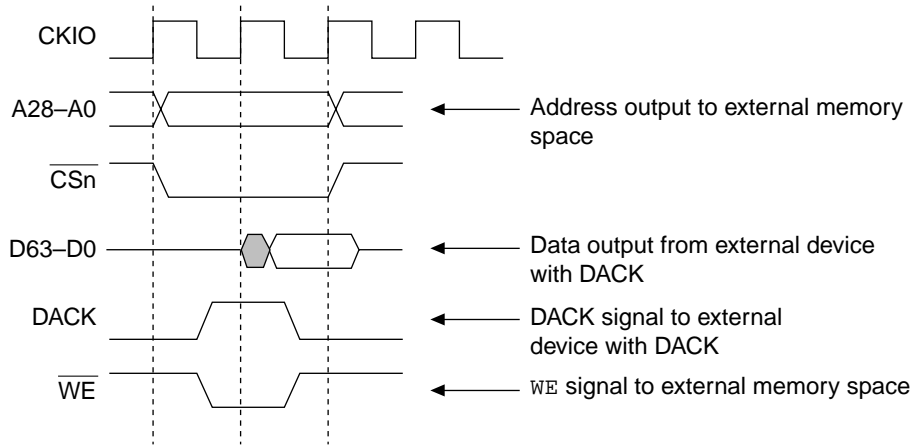 CKIO
A28–A0
Address output to external memory
space
CSn
D63–D0
Data output from external device
with DACK
DACK
DACK signal to external
device with DACK
WE
WE signal to external memory space